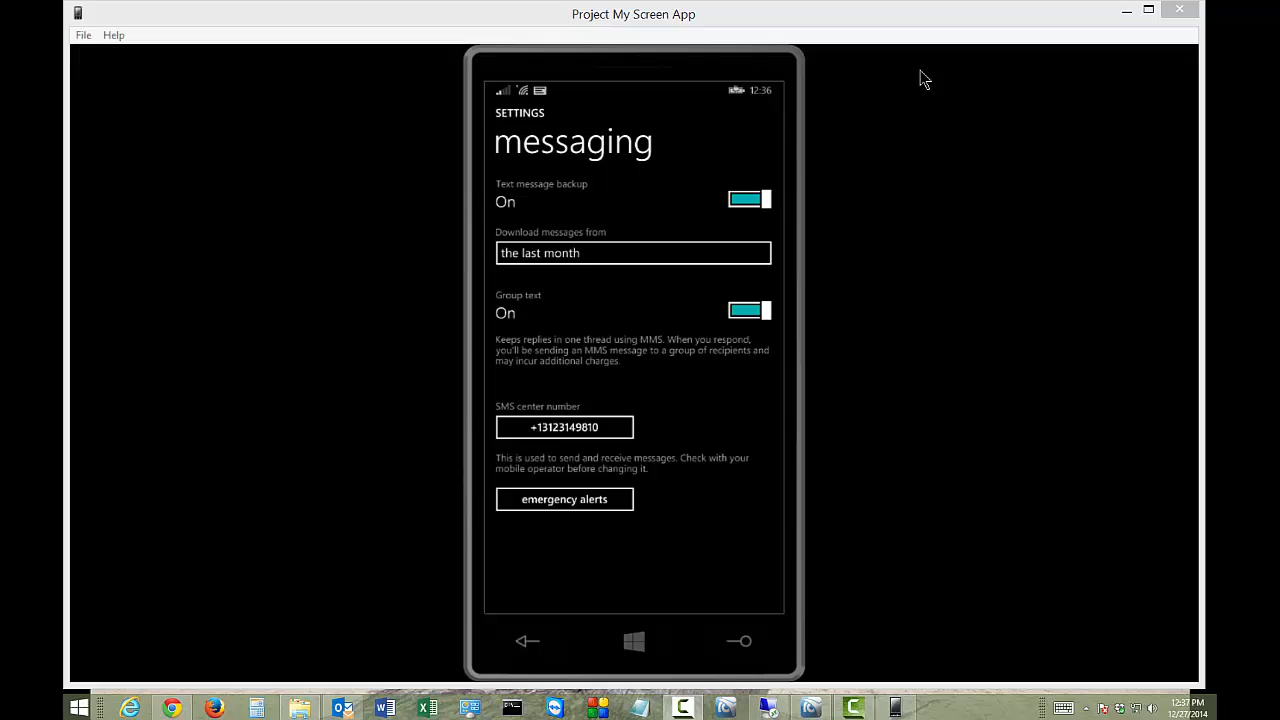 Project My Screen App
File Help
12:36
SETTINGS
messaging
Text message backup
On
Download messages from
the last month
Group text
On
Keeps replies in one thread using MMS. When you respond,
you'll be sending an MMS message to a group of recipients and
may incur additional charges.
SMS center number
+13123149810
This is used to send and receive messages. Check with your
mobile operator before changing it.
emergency alerts
12:37 PM
12/27/2014